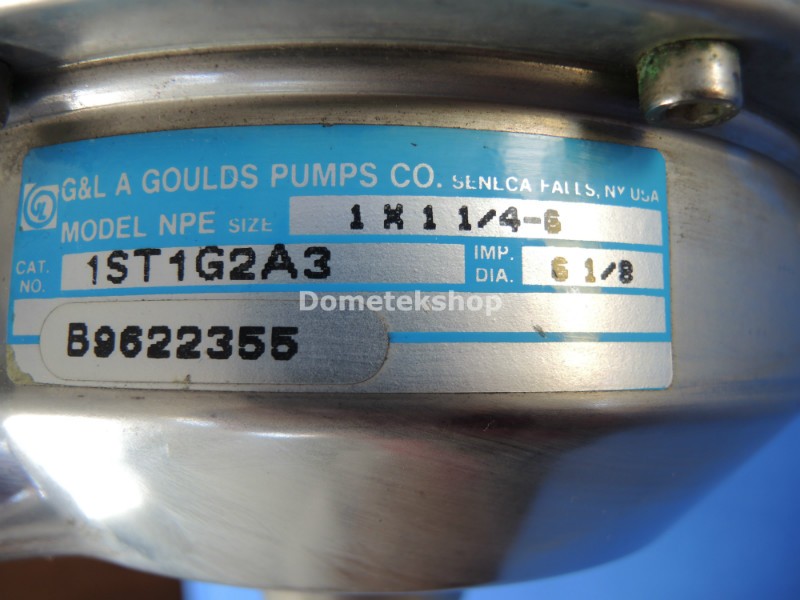 G&L A GOULDS PUMPS CO. SENECA FALLS, NY USA
MODEL NPE SIZE 1 X 1 1/4-6
CAT. NO. 1ST1G2A3 IMP. DIA. 6 1/8
Dometekshop
B9622355